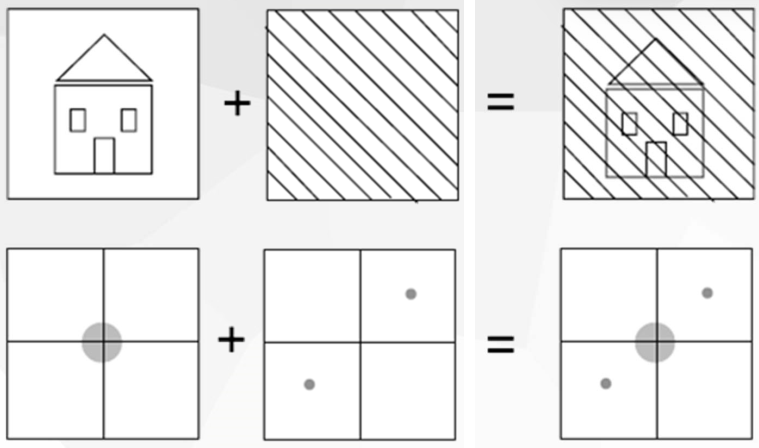 + =
+ =